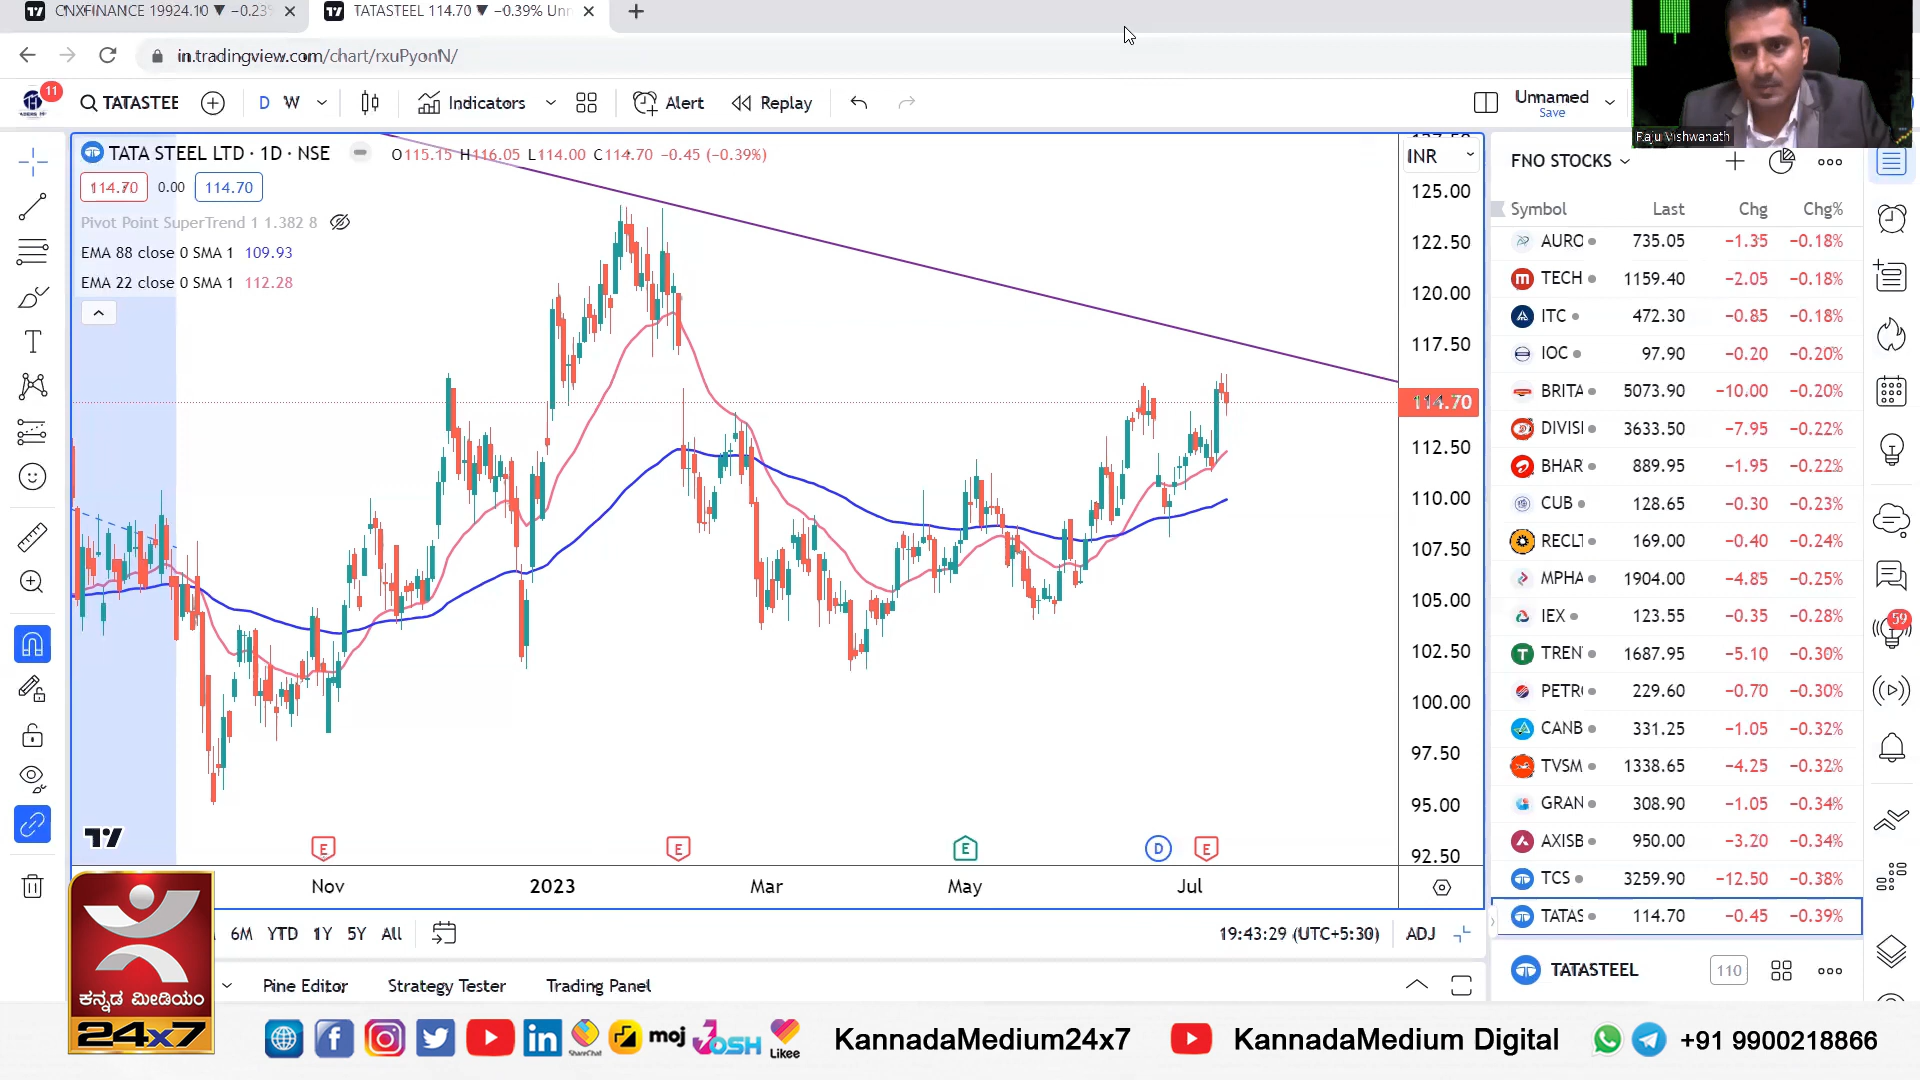 CNXFINANCE 19924.10 ▼ −0.23
TATASTEEL 114.70 ▼ −0.39% Unn
in.tradingview.com/chart/rxuPyonN/
11
TATASTEE
D W
Indicators
Alert
Replay
Unnamed
Save
Raju Vishwanath
TATA STEEL LTD · 1D · NSE
O115.15 H116.05 L114.00 C114.70 −0.45 (−0.39%)
114.70 0.00 114.70
Pivot Point SuperTrend 1 1.382 8
EMA 88 close 0 SMA 1 109.93
EMA 22 close 0 SMA 1 112.28
INR
125.00
122.50
120.00
117.50
114.70
112.50
110.00
107.50
105.00
102.50
100.00
97.50
95.00
92.50
E E E D E
Nov 2023 Mar May Jul
6M YTD 1Y 5Y All
19:43:29 (UTC+5:30) ADJ
Pine Editor Strategy Tester Trading Panel
FNO STOCKS
Symbol Last Chg Chg%
AURO 735.05 −1.35 −0.18%
TECH 1159.40 −2.05 −0.18%
ITC 472.30 −0.85 −0.18%
IOC 97.90 −0.20 −0.20%
BRITA 5073.90 −10.00 −0.20%
DIVISI 3633.50 −7.95 −0.22%
BHAR 889.95 −1.95 −0.22%
CUB 128.65 −0.30 −0.23%
RECLT 169.00 −0.40 −0.24%
MPHA 1904.00 −4.85 −0.25%
IEX 123.55 −0.35 −0.28%
TREN 1687.95 −5.10 −0.30%
PETR 229.60 −0.70 −0.30%
CANB 331.25 −1.05 −0.32%
TVSM 1338.65 −4.25 −0.32%
GRAN 308.90 −1.05 −0.34%
AXISB 950.00 −3.20 −0.34%
TCS 3259.90 −12.50 −0.38%
TATAS 114.70 −0.45 −0.39%
TATASTEEL 110
59
ಕನ್ನಡ ಮೀಡಿಯಂ
24x7
ShareChat
moj
JOSH
Likee
KannadaMedium24x7
KannadaMedium Digital
+91 9900218866